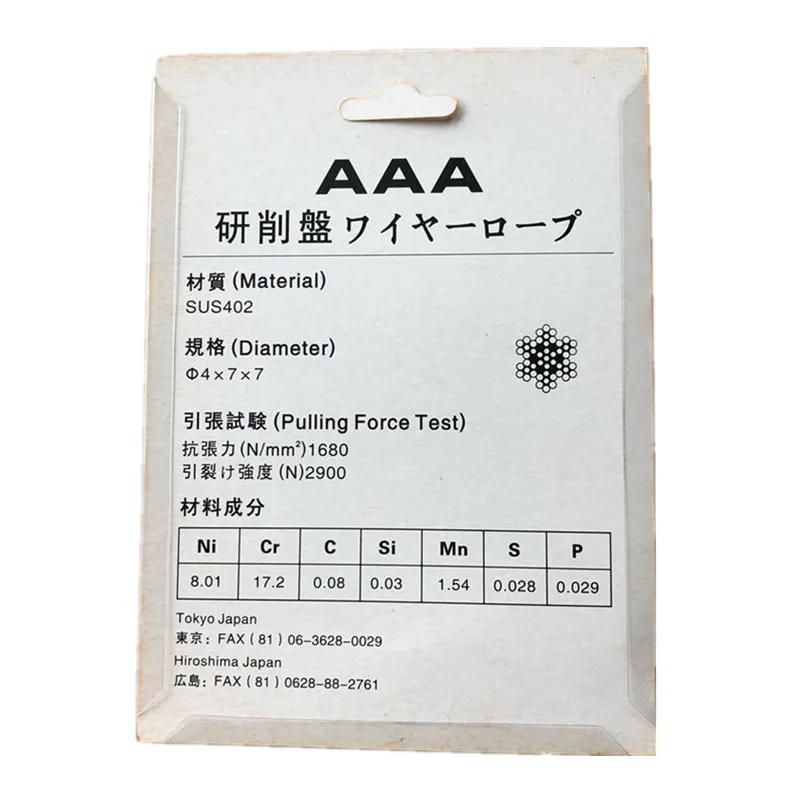 AAA
研削盤ワイヤーロープ
材質(Material)
SUS402
規格(Diameter)
Φ4×7×7
引張試験(Pulling Force Test)
抗張力(N/mm²)1680
引裂け強度(N)2900
材料成分
Ni Cr C Si Mn S P
8.01 17.2 0.08 0.03 1.54 0.028 0.029
Tokyo Japan
東京: FAX(81)06-3628-0029
Hiroshima Japan
広島: FAX(81)0628-88-2761